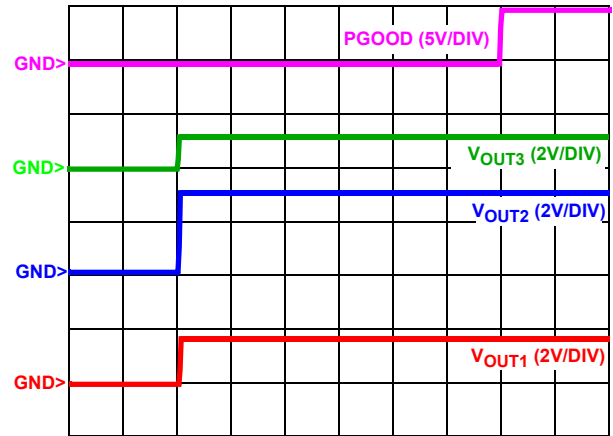 PGOOD (5V/DIV)
GND>
GND>
VOUT3 (2V/DIV)
VOUT2 (2V/DIV)
GND>
VOUT1 (2V/DIV)
GND>